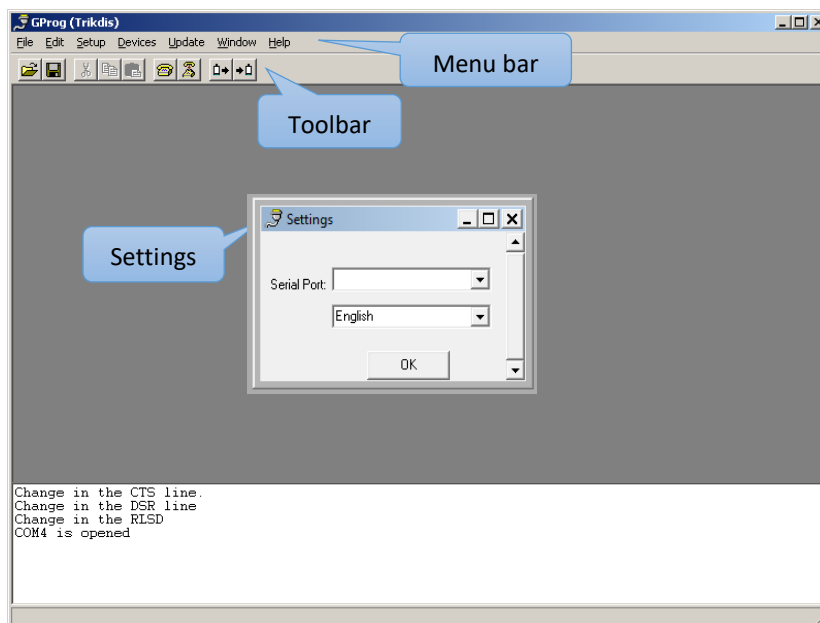 GProg (Trikdis)
File Edit Setup Devices Update Window Help
Menu bar
Toolbar
Settings
Settings
Serial Port:
English
OK
Change in the CTS line.
Change in the DSR line
Change in the RLSD
COM4 is opened